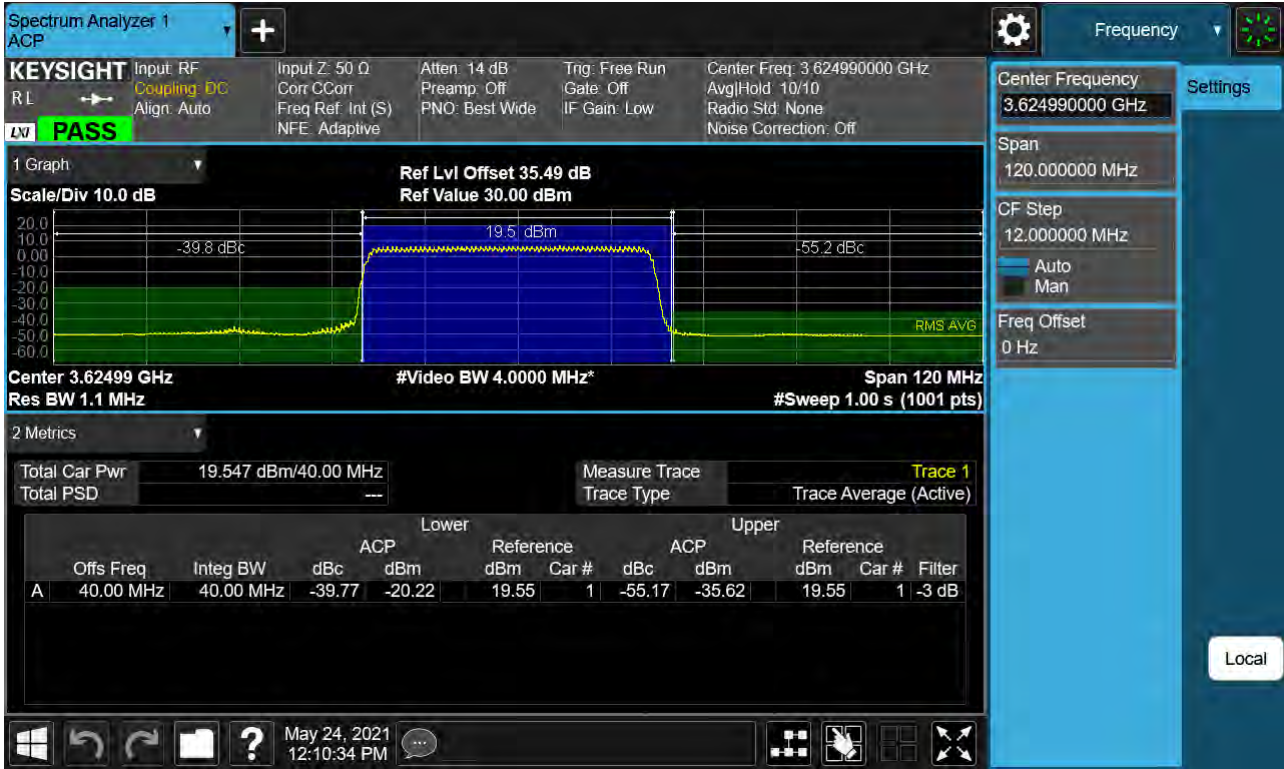 Spectrum Analyzer 1
ACP
+
Frequency
KEYSIGHT
RL
LXI
PASS
Input: RF
Coupling: DC
Align: Auto
Input Z: 50 Ω
Corr CCorr
Freq Ref: Int (S)
NFE: Adaptive
Atten: 14 dB
Preamp: Off
PNO: Best Wide
Trig: Free Run
Gate: Off
IF Gain: Low
Center Freq: 3.624990000 GHz
Avg|Hold: 10/10
Radio Std: None
Noise Correction: Off
1 Graph
Scale/Div 10.0 dB
Ref Lvl Offset 35.49 dB
Ref Value 30.00 dBm
20.0
10.0
0.00
-10.0
-20.0
-30.0
-40.0
-50.0
-60.0
-39.8 dBc
19.5 dBm
-55.2 dBc
RMS AVG
Center 3.62499 GHz
#Video BW 4.0000 MHz*
Span 120 MHz
Res BW 1.1 MHz
#Sweep 1.00 s (1001 pts)
2 Metrics
Total Car Pwr 19.547 dBm/40.00 MHz
Total PSD ---
Measure Trace Trace 1
Trace Type Trace Average (Active)
Lower Upper
ACP Reference ACP Reference
Offs Freq Integ BW dBc dBm dBm Car # dBc dBm dBm Car # Filter
A 40.00 MHz 40.00 MHz -39.77 -20.22 19.55 1 -55.17 -35.62 19.55 1 -3 dB
Center Frequency
3.624990000 GHz
Span
120.000000 MHz
CF Step
12.000000 MHz
Auto
Man
Freq Offset
0 Hz
Settings
Local
?
May 24, 2021
12:10:34 PM